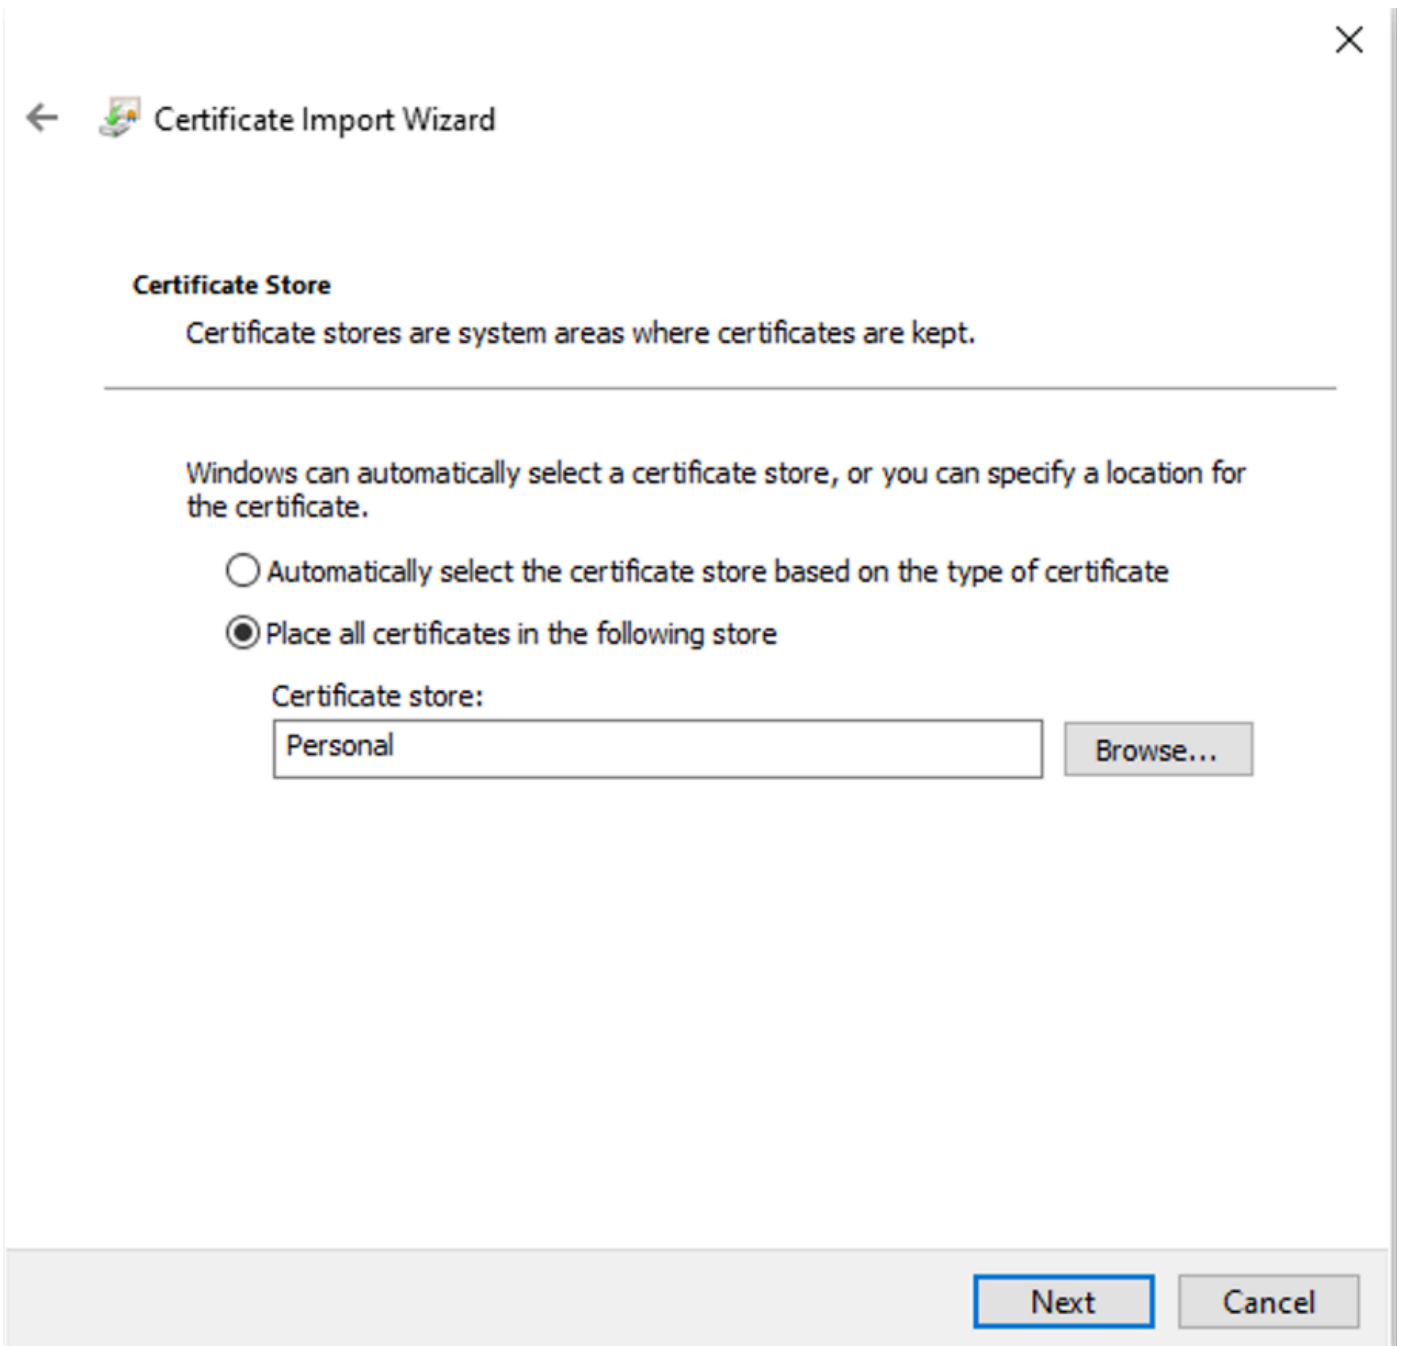 Certificate Import Wizard
Certificate Store
Certificate stores are system areas where certificates are kept.
Windows can automatically select a certificate store, or you can specify a location for
the certificate.
Automatically select the certificate store based on the type of certificate
Place all certificates in the following store
Certificate store:
Personal
Browse...
Next
Cancel